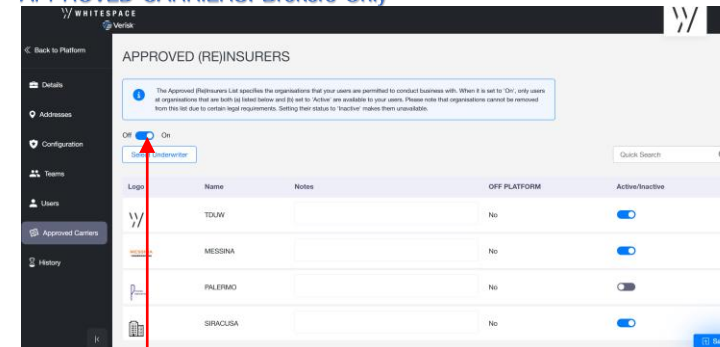 APPROVED CARRIERS: Brokers Only
WHITESPACE
Verisk
Back to Platform
APPROVED (RE)INSURERS
Details
The Approved (Re)Insurers List specifies the organisations that your users are permitted to conduct business with. When it is set to 'On', only users
at organisations that are both (a) listed below and (b) set to 'Active' are available to your users. Please note that organisations cannot be removed
from this list due to certain legal requirements. Setting their status to 'Inactive' makes them unavailable.
Addresses
Off On
Configuration
Select Underwriter
Quick Search
Teams
Logo Name Notes OFF PLATFORM Active/Inactive
Users
TDUW No
Approved Carriers
MESSINA No
History
PALERMO No
SIRACUSA No